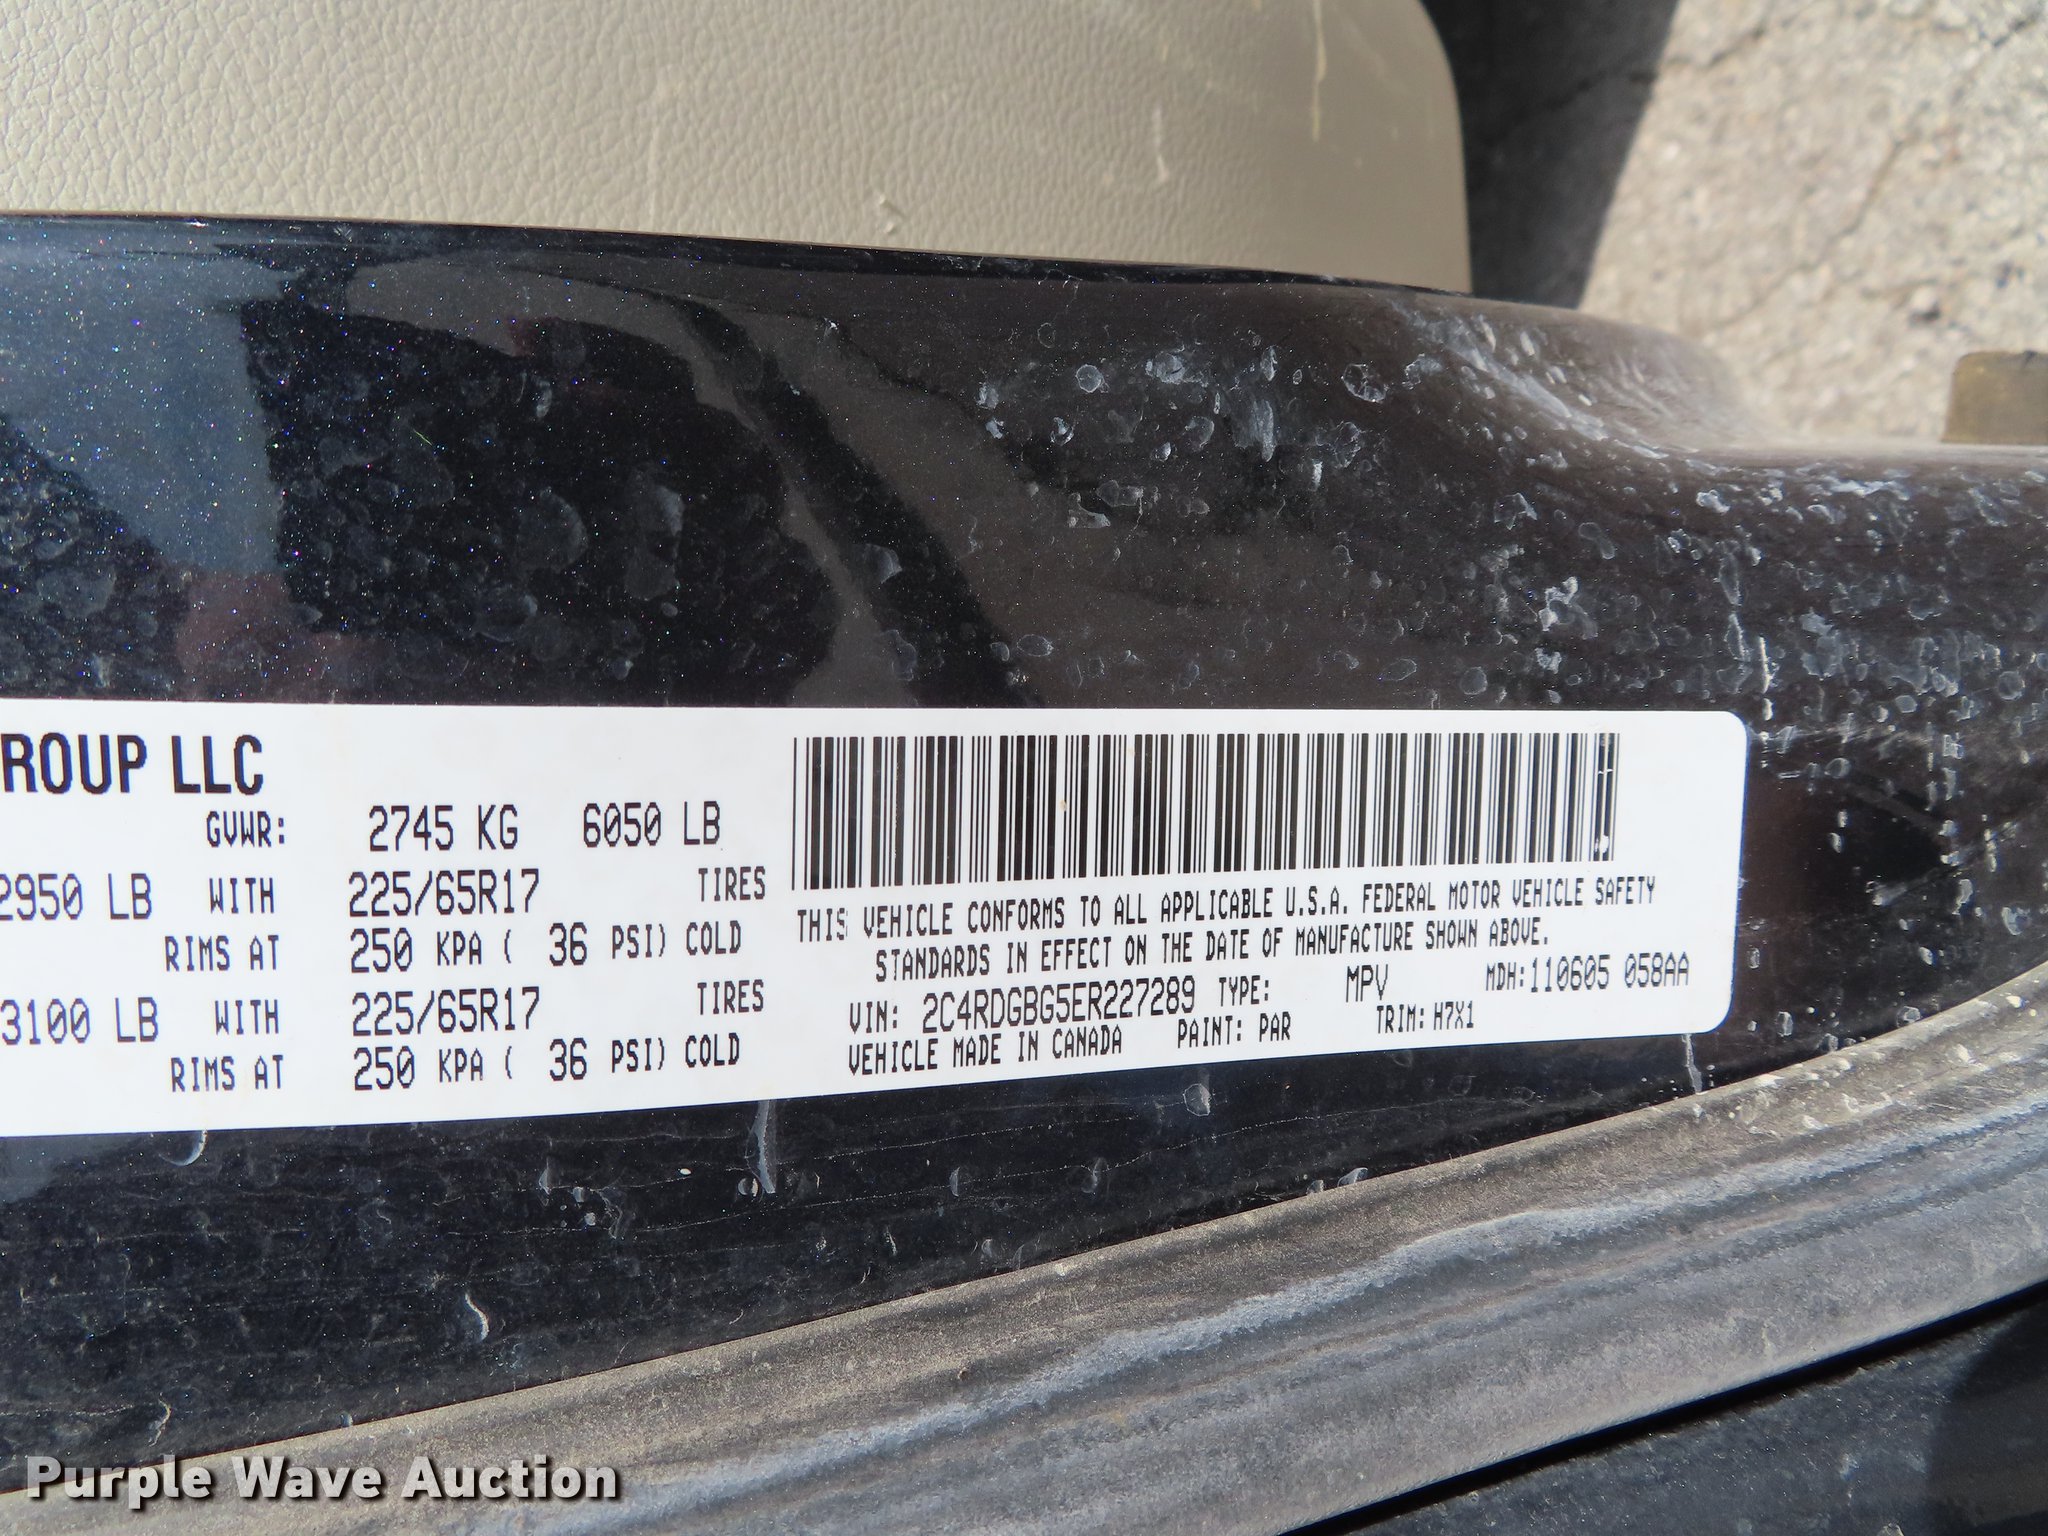 ROUP LLC
GVWR: 2745 KG 6050 LB
2950 LB WITH 225/65R17 TIRES
RIMS AT 250 KPA ( 36 PSI) COLD
3100 LB WITH 225/65R17 TIRES
RIMS AT 250 KPA ( 36 PSI) COLD
THIS VEHICLE CONFORMS TO ALL APPLICABLE U.S.A. FEDERAL MOTOR VEHICLE SAFETY
STANDARDS IN EFFECT ON THE DATE OF MANUFACTURE SHOWN ABOVE.
VIN: 2C4RDGBG5ER227289 TYPE: MPV MDH:110605 058AA
VEHICLE MADE IN CANADA PAINT: PAR TRIM: H7X1
Purple Wave Auction